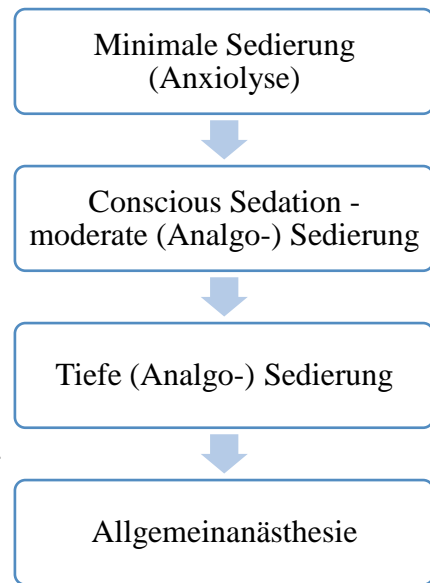 Minimale Sedierung
(Anxiolyse)
Conscious Sedation -
moderate (Analgo-) Sedierung
Tiefe (Analgo-) Sedierung
Allgemeinanästhesie